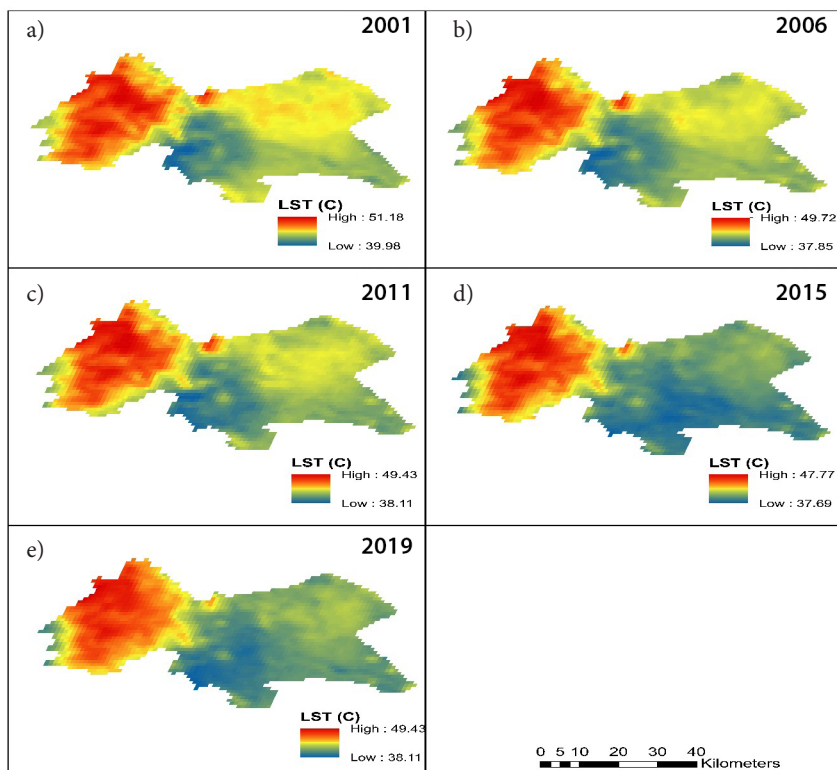 a)
2001
LST (C)
High : 51.18
Low : 39.98
b)
2006
LST (C)
High : 49.72
Low : 37.85
c)
2011
LST (C)
High : 49.43
Low : 38.11
d)
2015
LST (C)
High : 47.77
Low : 37.69
e)
2019
LST (C)
High : 49.43
Low : 38.11
0 5 10 20 30 40
Kilometers